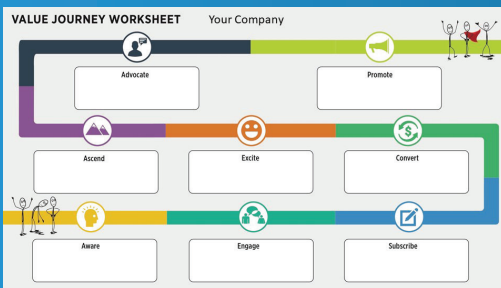 VALUE JOURNEY WORKSHEET Your Company
Advocate Promote
Ascend Excite Convert
Aware Engage Subscribe